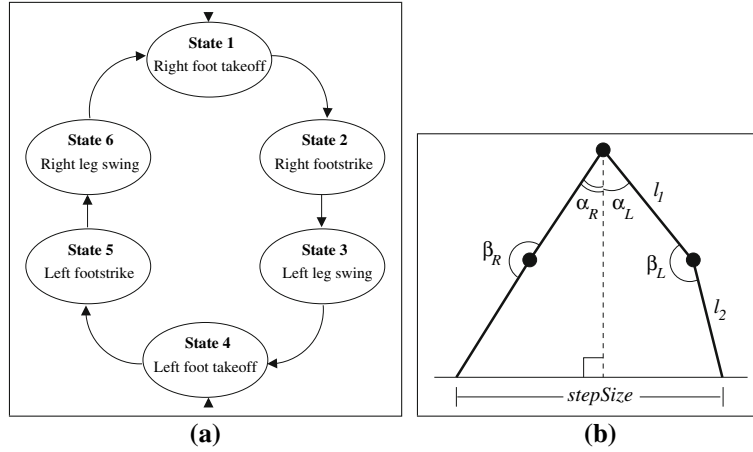 State 1
Right foot takeoff
State 2
Right footstrike
State 3
Left leg swing
State 4
Left foot takeoff
State 5
Left footstrike
State 6
Right leg swing
(a)
α_R α_L
l_1
β_R
β_L
l_2
stepSize
(b)